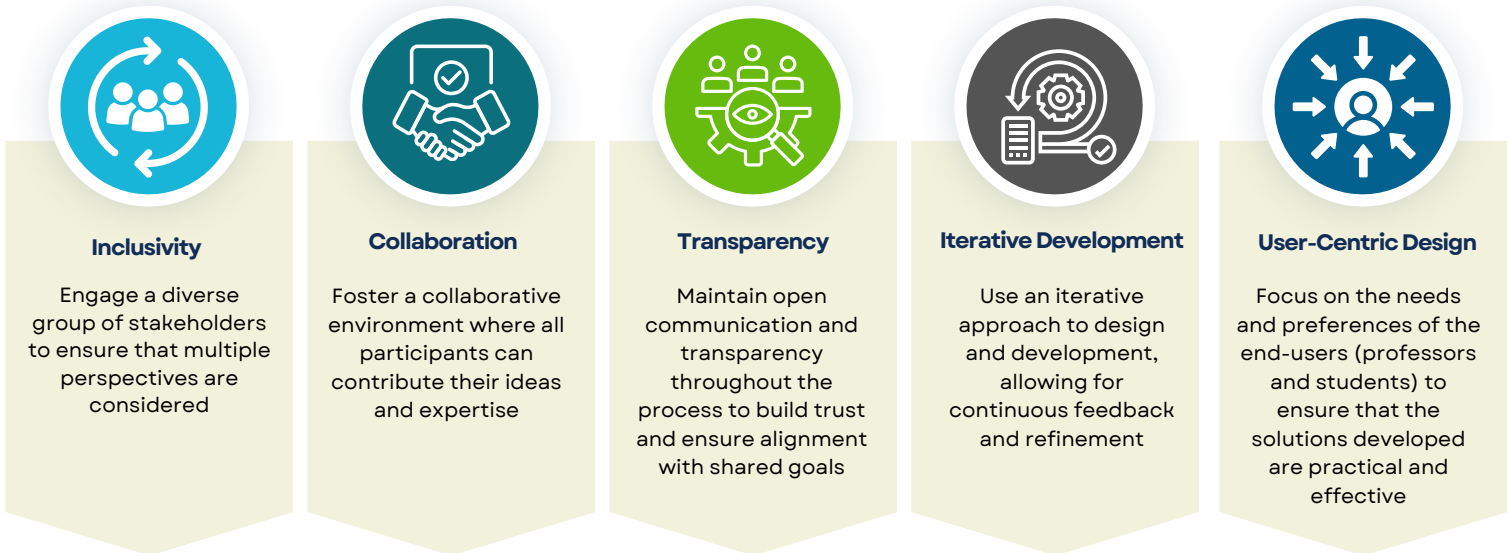 Inclusivity
Engage a diverse
group of stakeholders
to ensure that multiple
perspectives are
considered
Collaboration
Foster a collaborative
environment where all
participants can
contribute their ideas
and expertise
Transparency
Maintain open
communication and
transparency
throughout the
process to build trust
and ensure alignment
with shared goals
Iterative Development
Use an iterative
approach to design
and development,
allowing for
continuous feedback
and refinement
User-Centric Design
Focus on the needs
and preferences of the
end-users (professors
and students) to
ensure that the
solutions developed
are practical and
effective